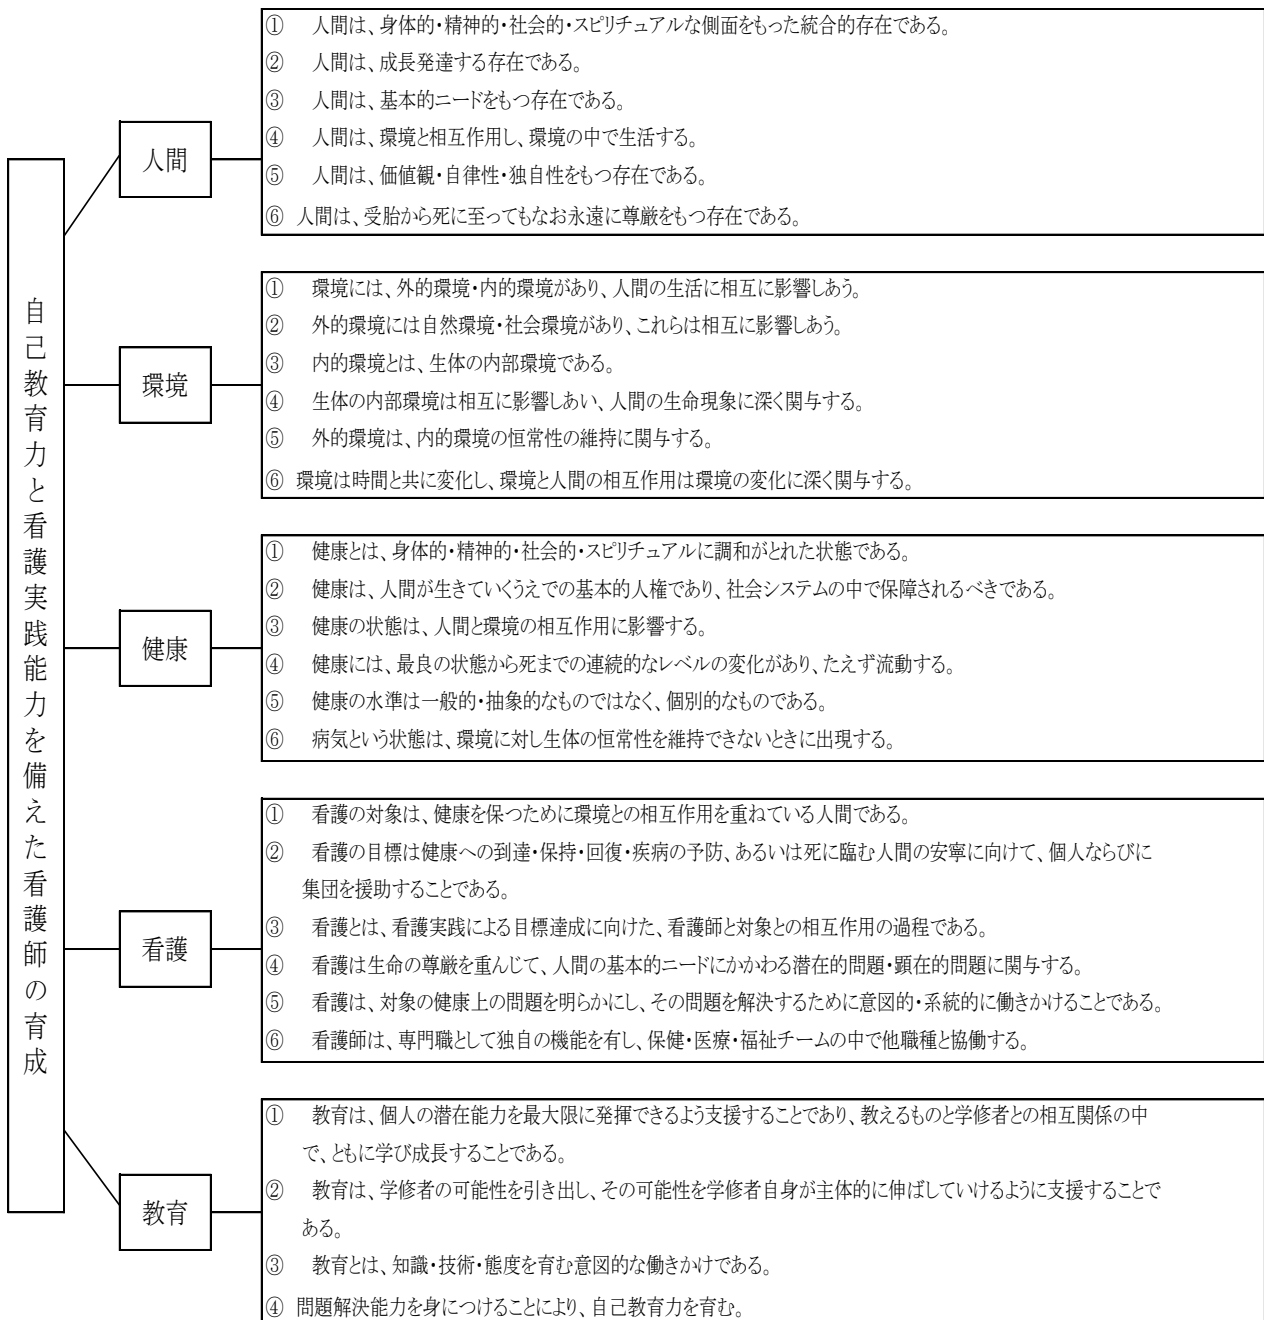 自己教育力と看護実践能力を備えた看護師の育成
人間
① 人間は、身体的・精神的・社会的・スピリチュアルな側面をもった統合的存在である。
② 人間は、成長発達する存在である。
③ 人間は、基本的ニードをもつ存在である。
④ 人間は、環境と相互作用し、環境の中で生活する。
⑤ 人間は、価値観・自律性・独自性をもつ存在である。
⑥ 人間は、受胎から死に至ってもなお永遠に尊厳をもつ存在である。
環境
① 環境には、外的環境・内的環境があり、人間の生活に相互に影響しあう。
② 外的環境には自然環境・社会環境があり、これらは相互に影響しあう。
③ 内的環境とは、生体の内部環境である。
④ 生体の内部環境は相互に影響しあい、人間の生命現象に深く関与する。
⑤ 外的環境は、内的環境の恒常性の維持に関与する。
⑥ 環境は時間と共に変化し、環境と人間の相互作用は環境の変化に深く関与する。
健康
① 健康とは、身体的・精神的・社会的・スピリチュアルに調和がとれた状態である。
② 健康は、人間が生きていくうえでの基本的人権であり、社会システムの中で保障されるべきである。
③ 健康の状態は、人間と環境の相互作用に影響する。
④ 健康には、最良の状態から死までの連続的なレベルの変化があり、たえず流動する。
⑤ 健康の水準は一般的・抽象的なものではなく、個別的なものである。
⑥ 病気という状態は、環境に対し生体の恒常性を維持できないときに出現する。
看護
① 看護の対象は、健康を保つために環境との相互作用を重ねている人間である。
② 看護の目標は健康への到達・保持・回復・疾病の予防、あるいは死に臨む人間の安寧に向けて、個人ならびに
集団を援助することである。
③ 看護とは、看護実践による目標達成に向けた、看護師と対象との相互作用の過程である。
④ 看護は生命の尊厳を重んじて、人間の基本的ニードにかかわる潜在的問題・顕在的問題に関与する。
⑤ 看護は、対象の健康上の問題を明らかにし、その問題を解決するために意図的・系統的に働きかけることである。
⑥ 看護師は、専門職として独自の機能を有し、保健・医療・福祉チームの中で他職種と協働する。
教育
① 教育は、個人の潜在能力を最大限に発揮できるよう支援することであり、教えるものと学修者との相互関係の中
で、ともに学び成長することである。
② 教育は、学修者の可能性を引き出し、その可能性を学修者自身が主体的に伸ばしていけるように支援することで
ある。
③ 教育とは、知識・技術・態度を育む意図的な働きかけである。
④ 問題解決能力を身につけることにより、自己教育力を育む。